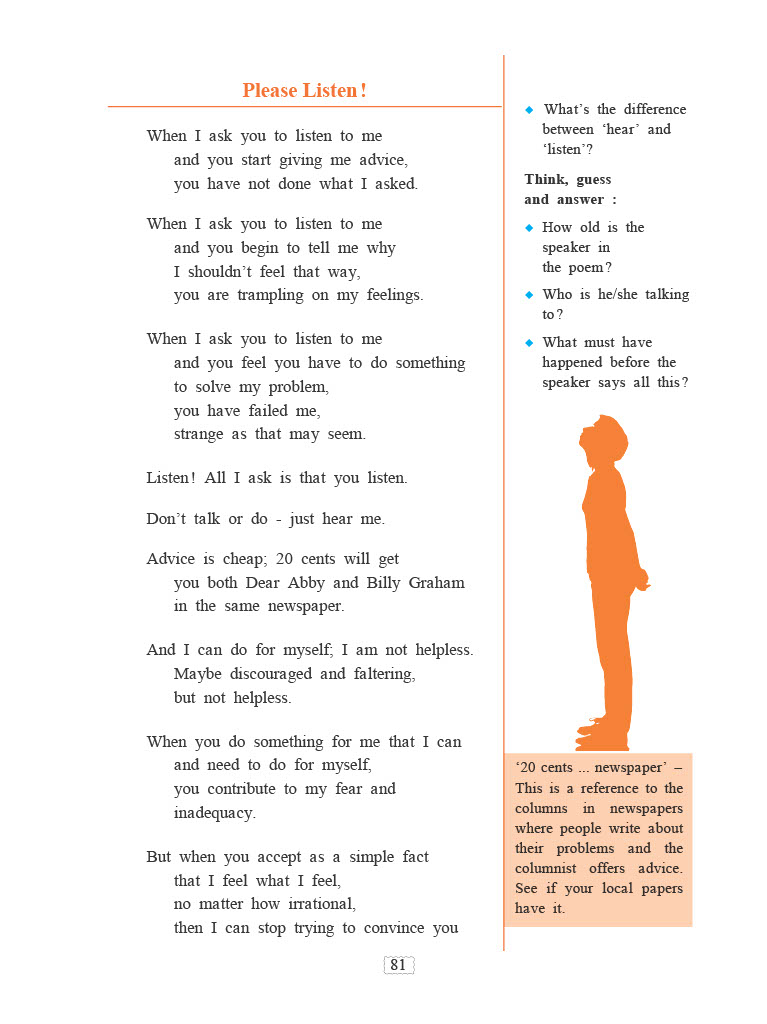 Please Listen!
When I ask you to listen to me
and you start giving me advice,
you have not done what I asked.
When I ask you to listen to me
and you begin to tell me why
I shouldn’t feel that way,
you are trampling on my feelings.
When I ask you to listen to me
and you feel you have to do something
to solve my problem,
you have failed me,
strange as that may seem.
Listen! All I ask is that you listen.
Don’t talk or do - just hear me.
Advice is cheap; 20 cents will get
you both Dear Abby and Billy Graham
in the same newspaper.
And I can do for myself; I am not helpless.
Maybe discouraged and faltering,
but not helpless.
When you do something for me that I can
and need to do for myself,
you contribute to my fear and
inadequacy.
But when you accept as a simple fact
that I feel what I feel,
no matter how irrational,
then I can stop trying to convince you
◆ What’s the difference
between ‘hear’ and
‘listen’?
Think, guess
and answer :
◆ How old is the
speaker in
the poem?
◆ Who is he/she talking
to?
◆ What must have
happened before the
speaker says all this?
‘20 cents ... newspaper’ –
This is a reference to the
columns in newspapers
where people write about
their problems and the
columnist offers advice.
See if your local papers
have it.
81